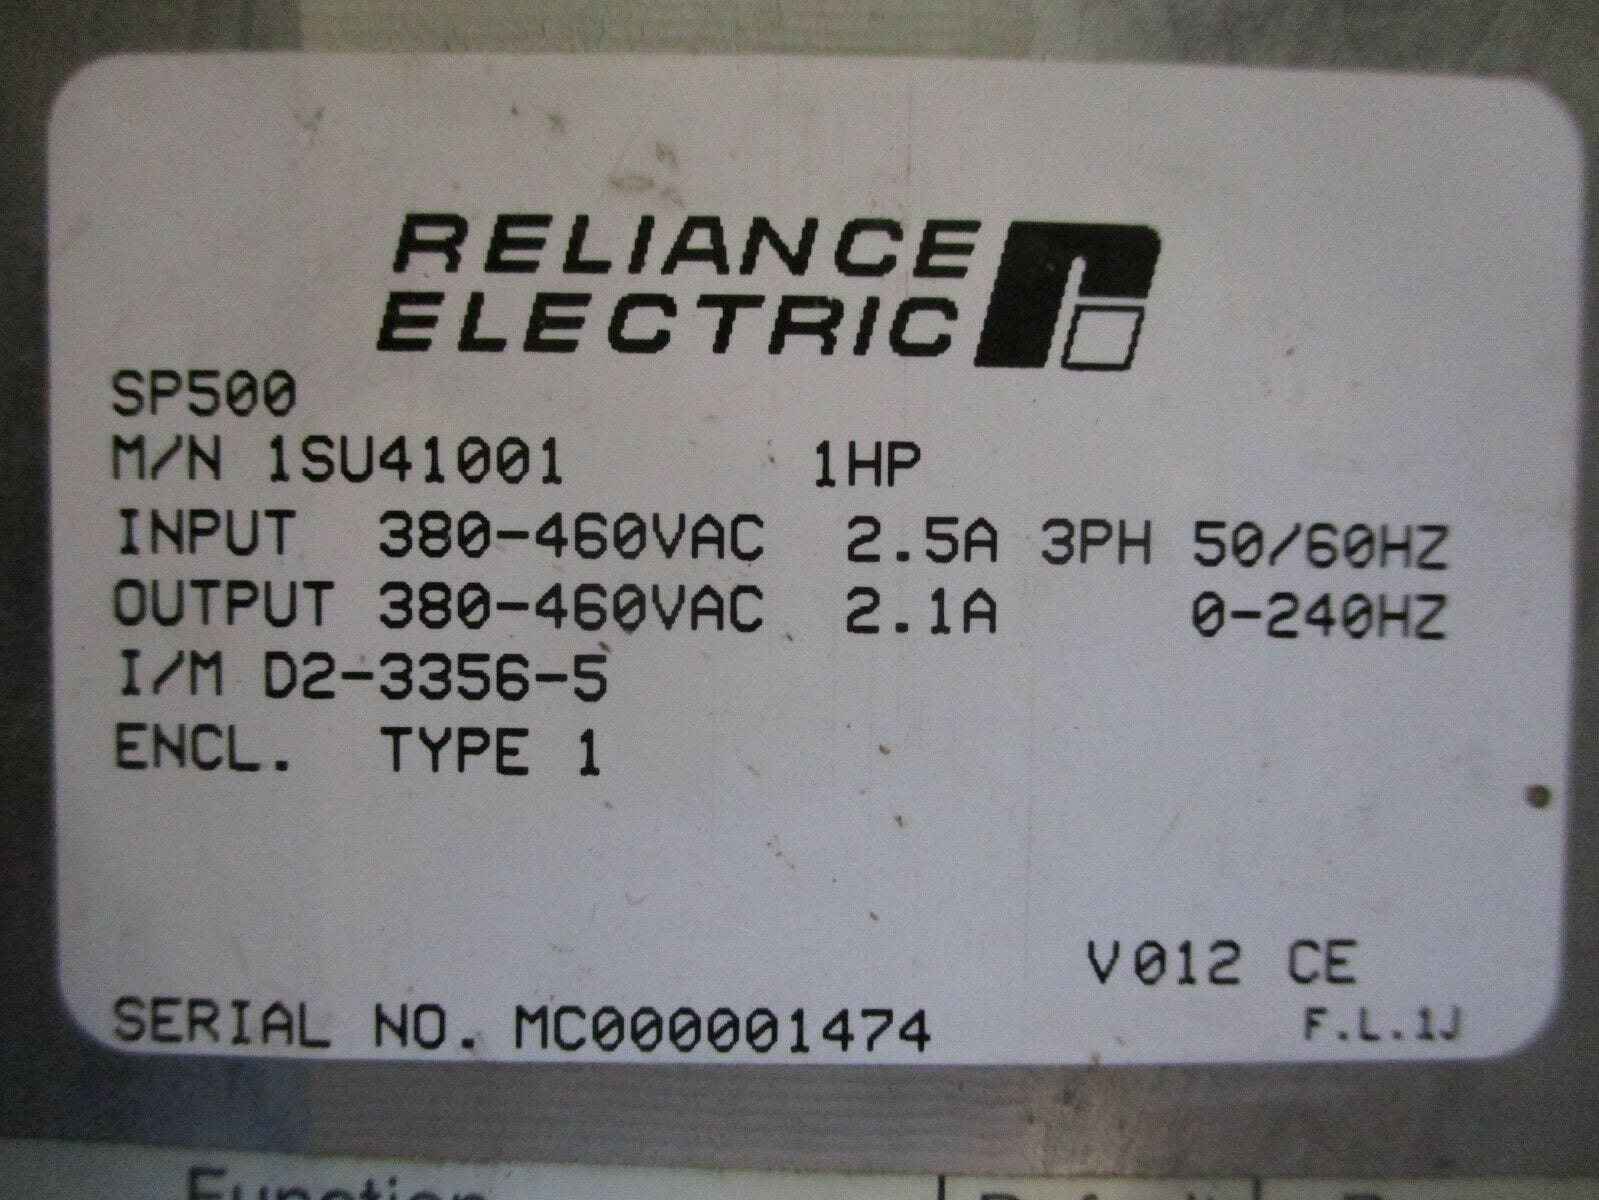 RELIANCE
ELECTRIC
SP500
M/N 1SU41001 1HP
INPUT 380-460VAC 2.5A 3PH 50/60HZ
OUTPUT 380-460VAC 2.1A 0-240HZ
I/M D2-3356-5
ENCL. TYPE 1
V012 CE
SERIAL NO. MC000001474 F.L.1J
Function